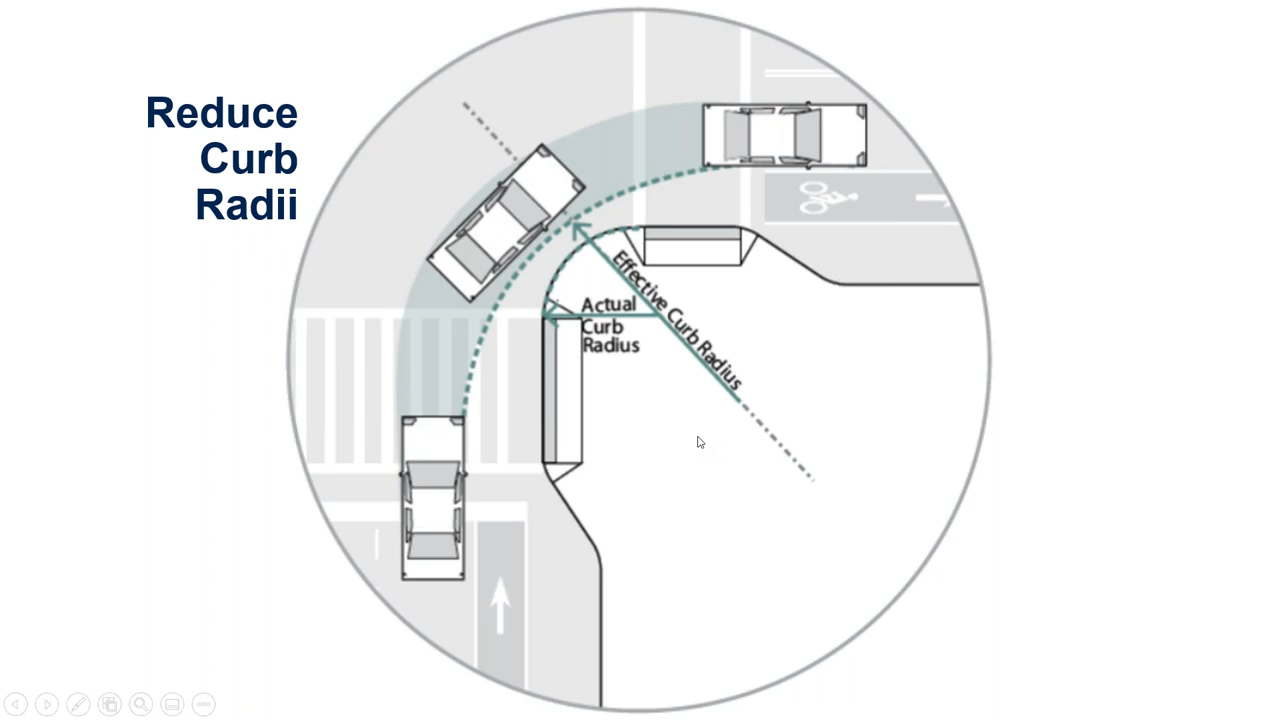 Reduce
Curb
Radii
Effective Curb Radius
Actual
Curb
Radius